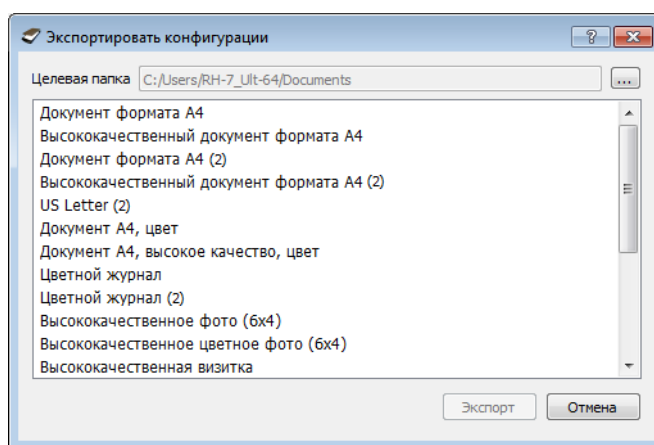 Экспортировать конфигурации
Целевая папка C:/Users/RH-7_Ult-64/Documents ...
Документ формата A4
Высококачественный документ формата A4
Документ формата A4 (2)
Высококачественный документ формата A4 (2)
US Letter (2)
Документ A4, цвет
Документ A4, высокое качество, цвет
Цветной журнал
Цветной журнал (2)
Высококачественное фото (6x4)
Высококачественное цветное фото (6x4)
Высококачественная визитка
Экспорт Отмена